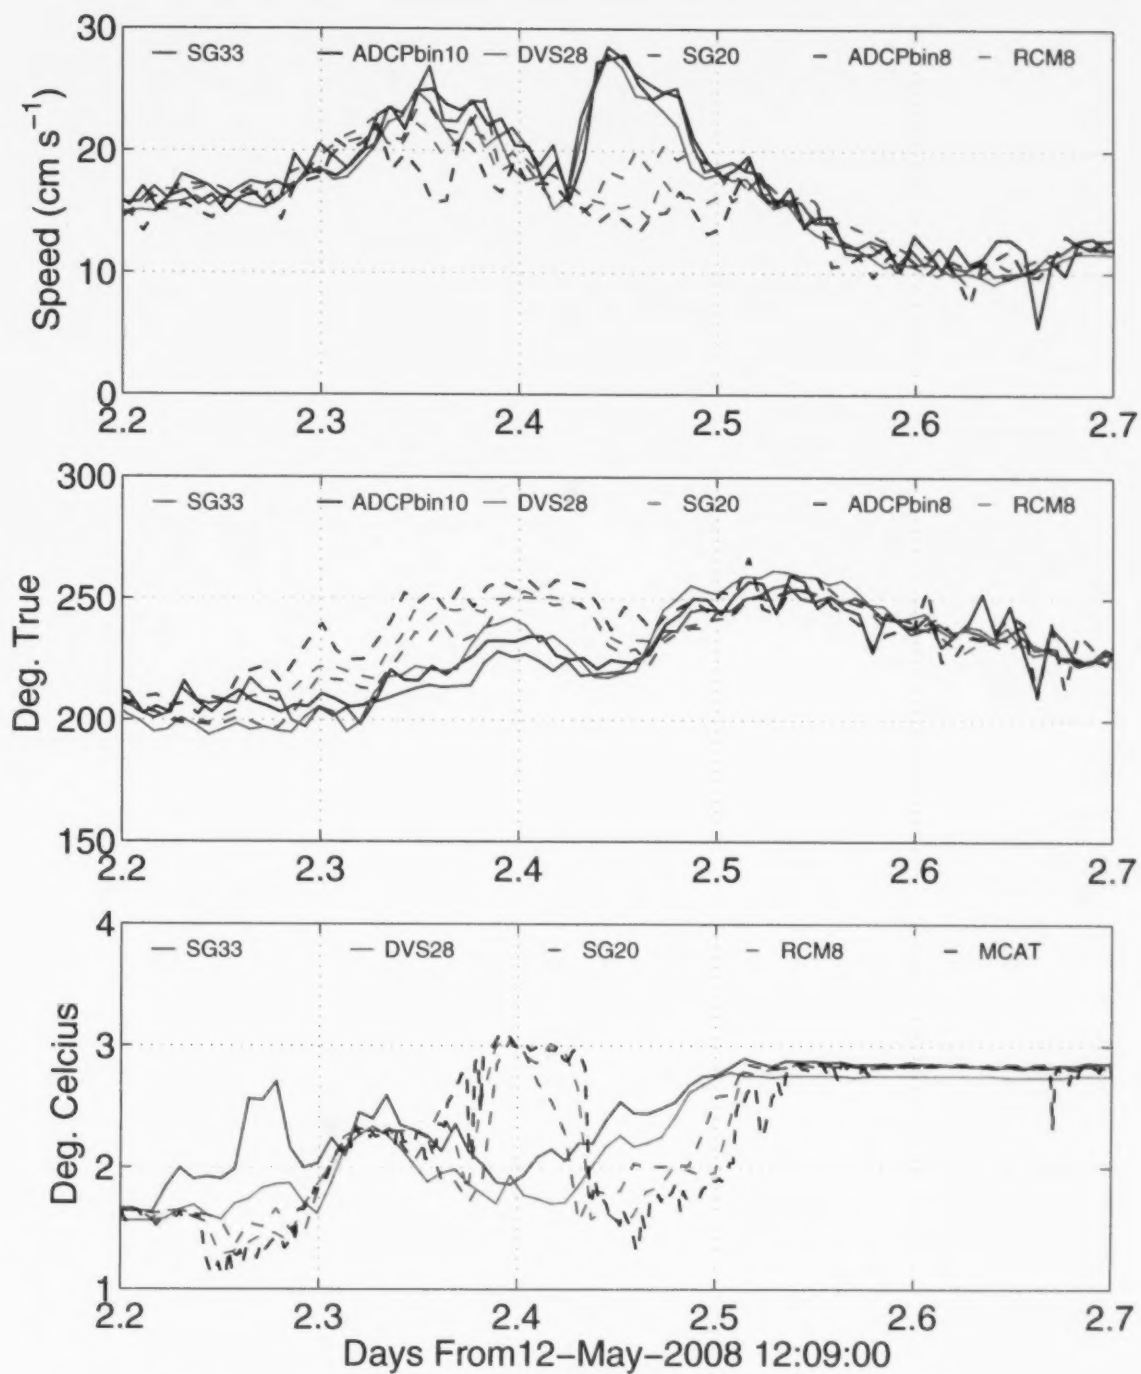 30
SG33 ADCPbin10 DVS28 SG20 ADCPbin8 RCM8
20
10
0
Speed (cm s⁻¹)
2.2 2.3 2.4 2.5 2.6 2.7
300
SG33 ADCPbin10 DVS28 SG20 ADCPbin8 RCM8
250
200
150
Deg. True
2.2 2.3 2.4 2.5 2.6 2.7
4
SG33 DVS28 SG20 RCM8 MCAT
3
2
1
Deg. Celcius
2.2 2.3 2.4 2.5 2.6 2.7
Days From12-May-2008 12:09:00